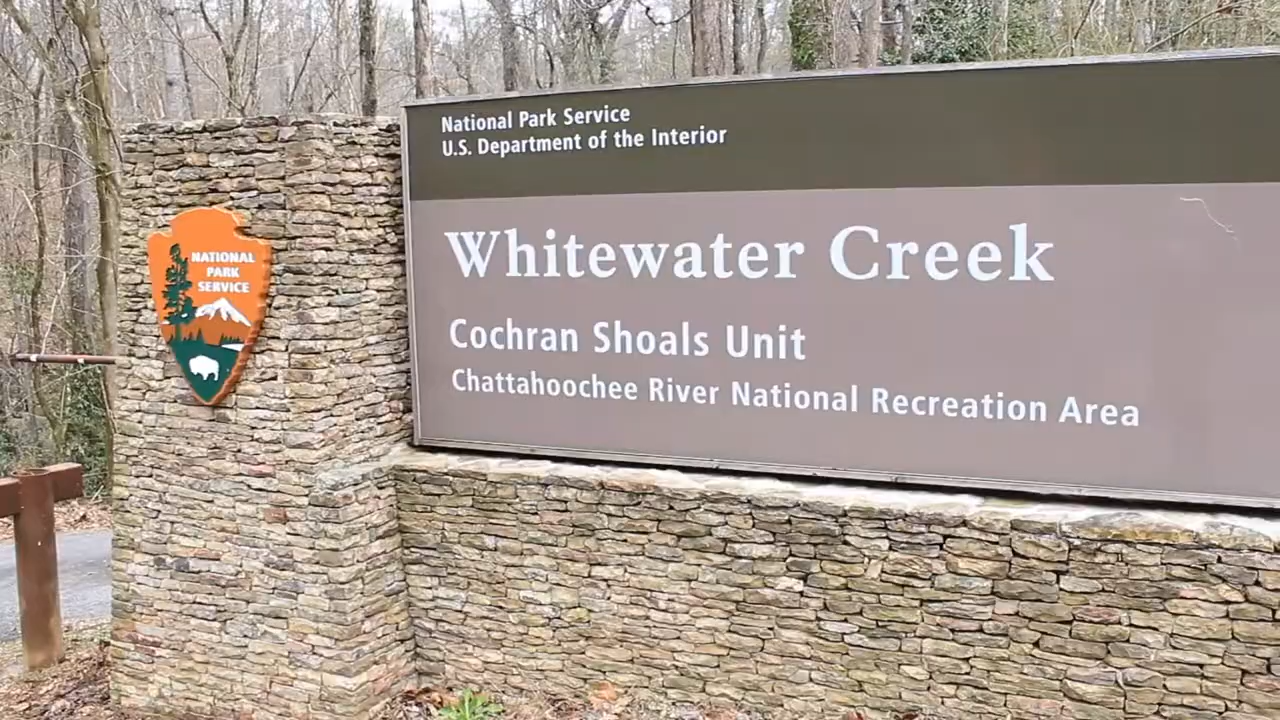 National Park Service
U.S. Department of the Interior
Whitewater Creek
Cochran Shoals Unit
Chattahoochee River National Recreation Area
NATIONAL
PARK
SERVICE